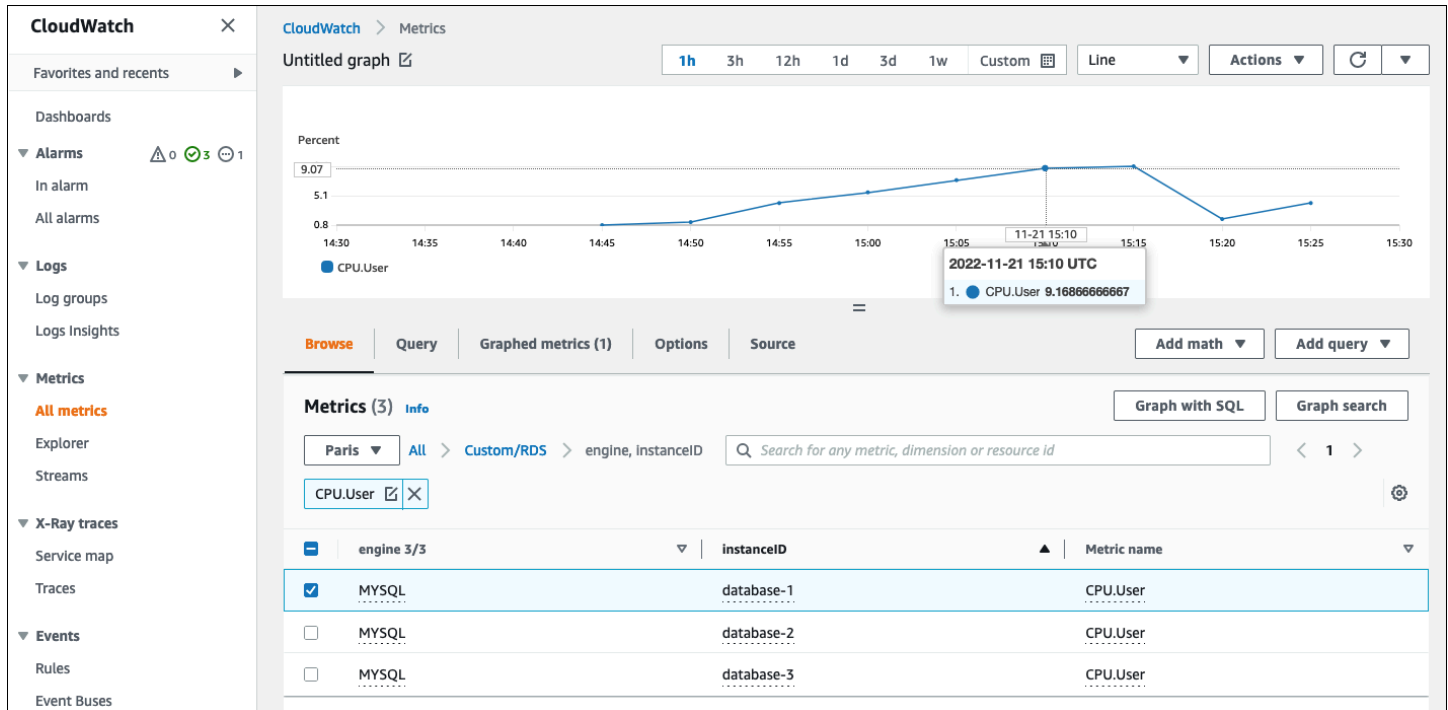 CloudWatch
Favorites and recents
Dashboards
Alarms 0 3 1
In alarm
All alarms
Logs
Log groups
Logs Insights
Metrics
All metrics
Explorer
Streams
X-Ray traces
Service map
Traces
Events
Rules
Event Buses
CloudWatch > Metrics
Untitled graph
1h 3h 12h 1d 3d 1w Custom Line Actions
Percent
9.07
5.1
0.8
14:30 14:35 14:40 14:45 14:50 14:55 15:00 15:05 15:10 15:15 15:20 15:25 15:30
11-21 15:10
CPU.User
2022-11-21 15:10 UTC
1. CPU.User 9.16866666667
Browse Query Graphed metrics (1) Options Source Add math Add query
Metrics (3) Info Graph with SQL Graph search
Paris All > Custom/RDS > engine, instanceID Search for any metric, dimension or resource id < 1 >
CPU.User
engine 3/3 instanceID Metric name
MYSQL database-1 CPU.User
MYSQL database-2 CPU.User
MYSQL database-3 CPU.User